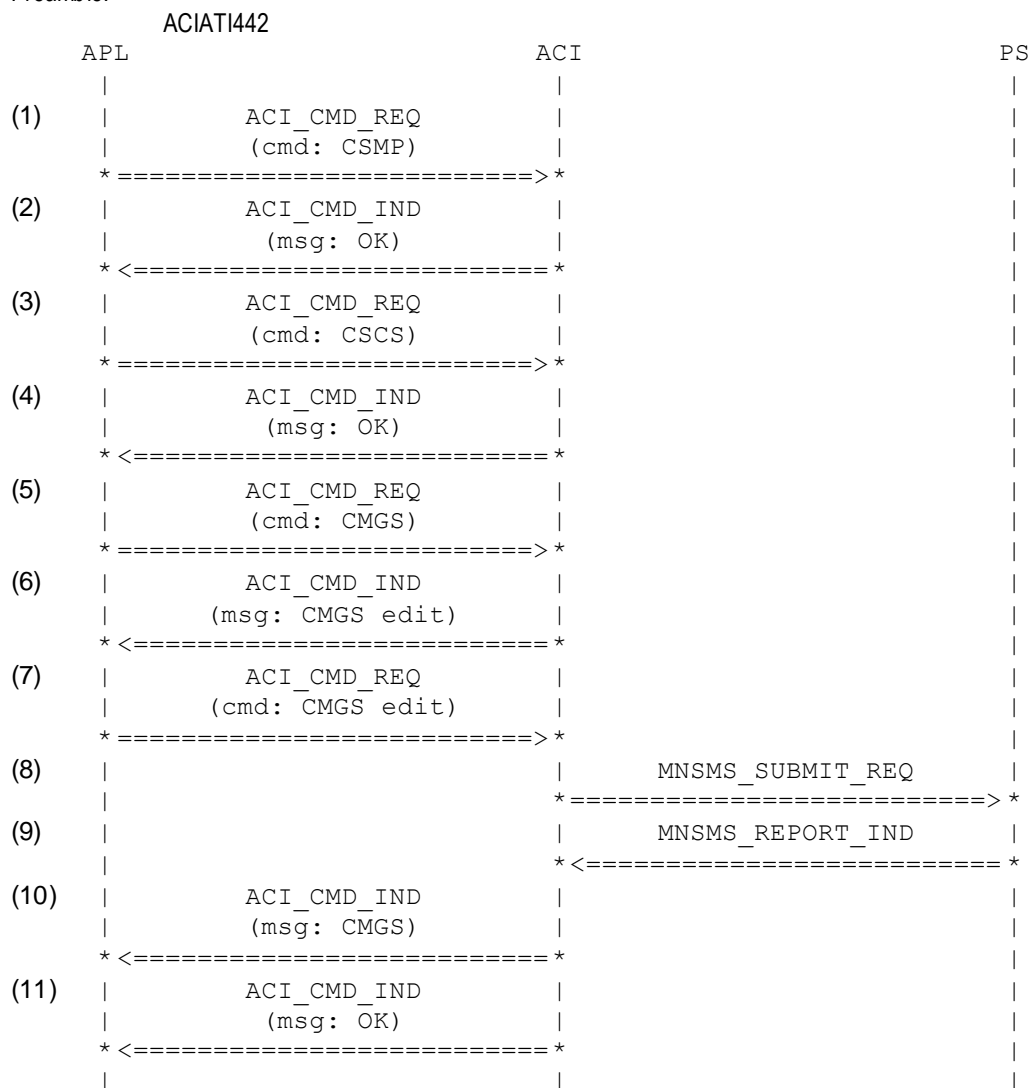 ACIATI442
APL ACI PS
| | |
(1) | ACI_CMD_REQ | |
| (cmd: CSMP) | |
* ==========================> * |
(2) | ACI_CMD_IND | |
| (msg: OK) | |
* <========================== * |
(3) | ACI_CMD_REQ | |
| (cmd: CSCS) | |
* ==========================> * |
(4) | ACI_CMD_IND | |
| (msg: OK) | |
* <========================== * |
(5) | ACI_CMD_REQ | |
| (cmd: CMGS) | |
* ==========================> * |
(6) | ACI_CMD_IND | |
| (msg: CMGS edit) | |
* <========================== * |
(7) | ACI_CMD_REQ | |
| (cmd: CMGS edit) | |
* ==========================> * |
(8) | | MNSMS_SUBMIT_REQ |
| * ==========================> *
(9) | | MNSMS_REPORT_IND |
| * <========================== *
(10) | ACI_CMD_IND | |
| (msg: CMGS) | |
* <========================== * |
(11) | ACI_CMD_IND | |
| (msg: OK) | |
* <========================== * |
| | |